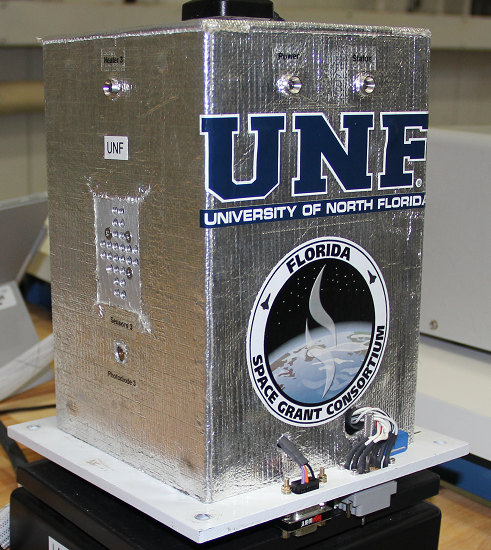 Heater 3
Power
Status
UNF
UNF
®
UNIVERSITY OF NORTH FLORIDA
FLORIDA
SPACE GRANT CONSORTIUM
Sensors 3
Photodiode 3